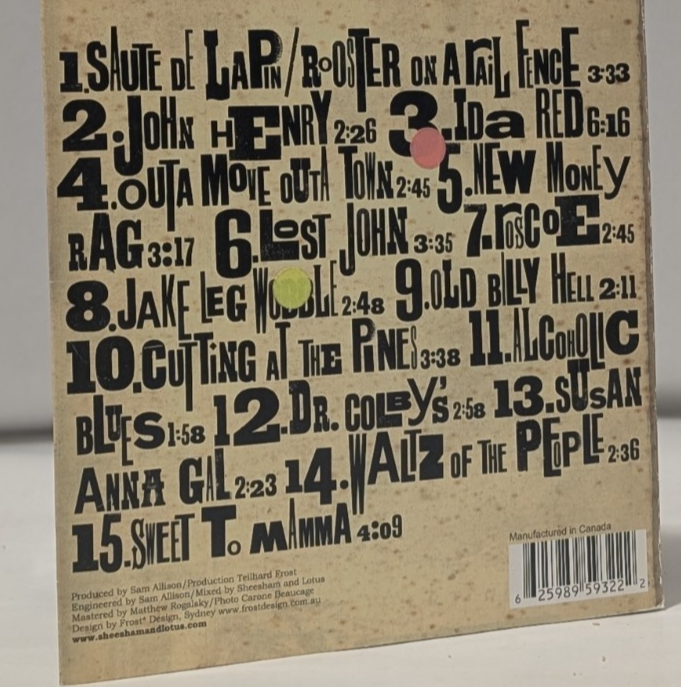 1.SAUTE DE LAPIN/ROOSTER ON A RAIL FENCE 3:33
2.JOHN HENRY 2:26 3.Ida RED 6:16
4.OUTA MOVE OUTA TOWN 2:45 5.NEW MONEY
RAG 3:17 6.LOST JOHN 3:35 7.ROSCOE 2:45
8.JAKE LEG WOBBLE 2:48 9.OLD BILLY HELL 2:11
10.CUTTING AT THE PINES 3:38 11.ALCOHOLIC
BLUES 1:58 12.DR. COLBY'S 2:58 13.SUSAN
ANNA GAL 2:23 14.WALTZ OF THE PEOPLE 2:36
15.SWEET To MAMMA 4:09
Manufactured in Canada
6 25989 59322 2
Produced by Sam Allison/Production Teilhard Frost
Engineered by Sam Allison/Mixed by Sheesham and Lotus
Mastered by Matthew Rogalsky/Photo Carone Beaucage
Design by Frost* Design, Sydney www.frostdesign.com.au
www.sheeshamandlotus.com